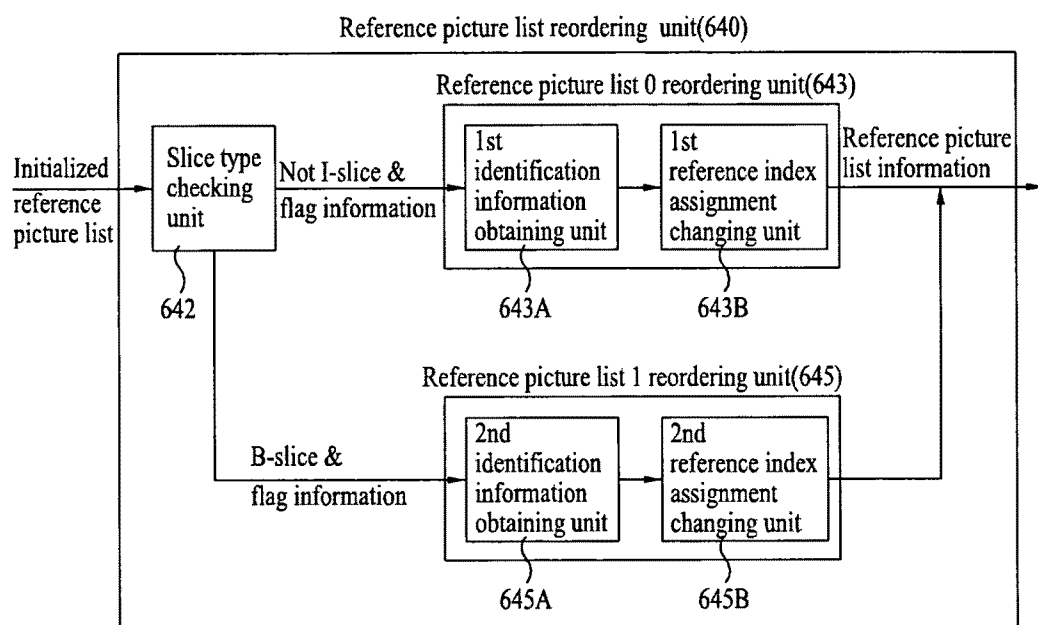 Reference picture list reordering unit(640)
Reference picture list 0 reordering unit(643)
Initialized
reference
picture list
Slice type
checking
unit
642
Not I-slice &
flag information
1st
identification
information
obtaining unit
643A
1st
reference index
assignment
changing unit
643B
Reference picture
list information
Reference picture list 1 reordering unit(645)
B-slice &
flag information
2nd
identification
information
obtaining unit
645A
2nd
reference index
assignment
changing unit
645B